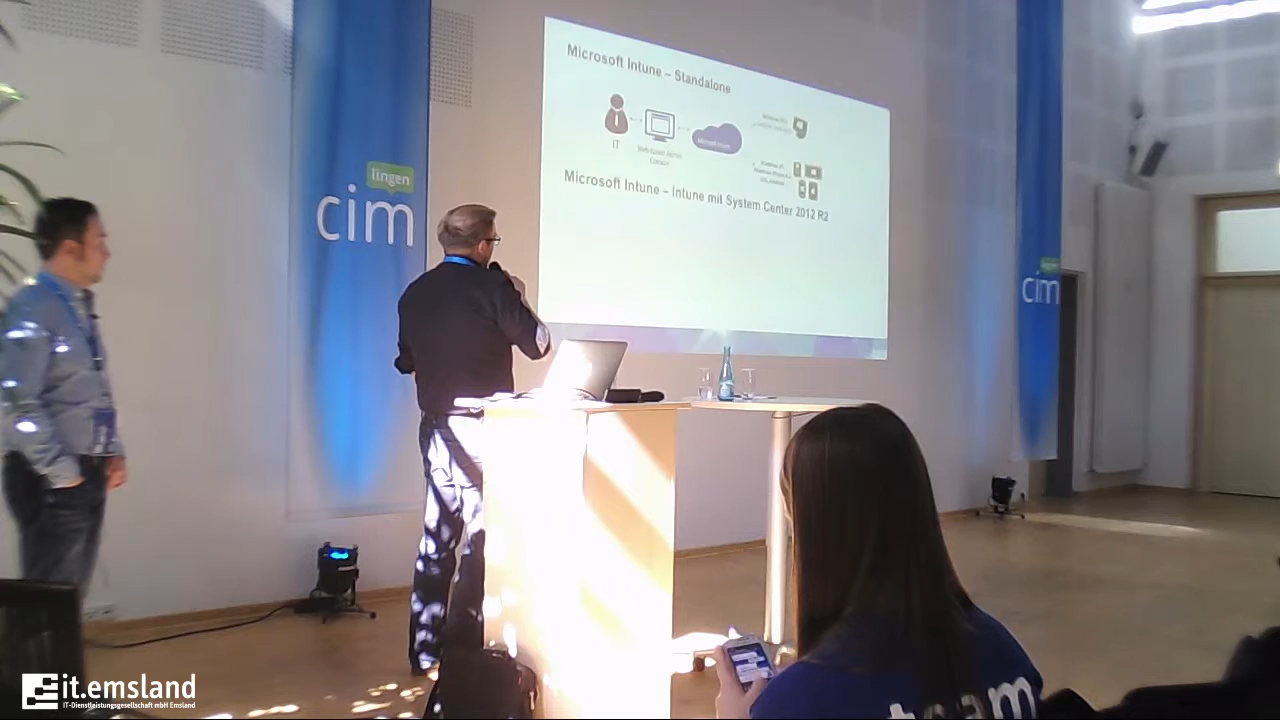 Microsoft Intune – Standalone
IT
Microsoft Intune – Intune mit System Center 2012 R2
lingen
cim
lingen
cim
team
it.emsland
IT-Dienstleistungsgesellschaft mbH Emsland